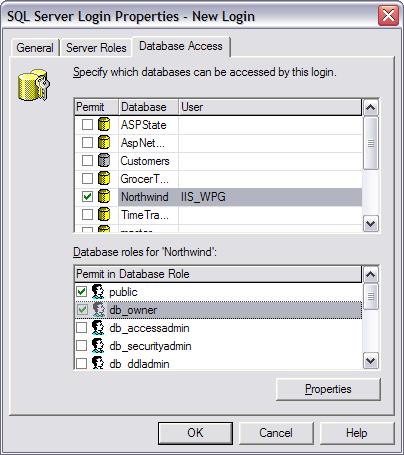 SQL Server Login Properties - New Login
General Server Roles Database Access
Specify which databases can be accessed by this login.
Permit Database User
ASPState
AspNet...
Customers
GrocerT...
Northwind IIS_WPG
TimeTra...
master
Database roles for 'Northwind':
Permit in Database Role
public
db_owner
db_accessadmin
db_securityadmin
db_ddladmin
Properties
OK Cancel Help